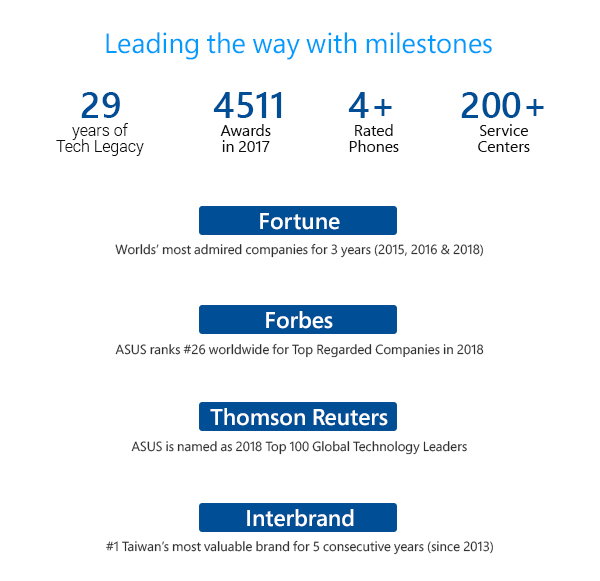 Leading the way with milestones
29
years of
Tech Legacy
4511
Awards
in 2017
4+
Rated
Phones
200+
Service
Centers
Fortune
Worlds' most admired companies for 3 years (2015, 2016 & 2018)
Forbes
ASUS ranks #26 worldwide for Top Regarded Companies in 2018
Thomson Reuters
ASUS is named as 2018 Top 100 Global Technology Leaders
Interbrand
#1 Taiwan's most valuable brand for 5 consecutive years (since 2013)